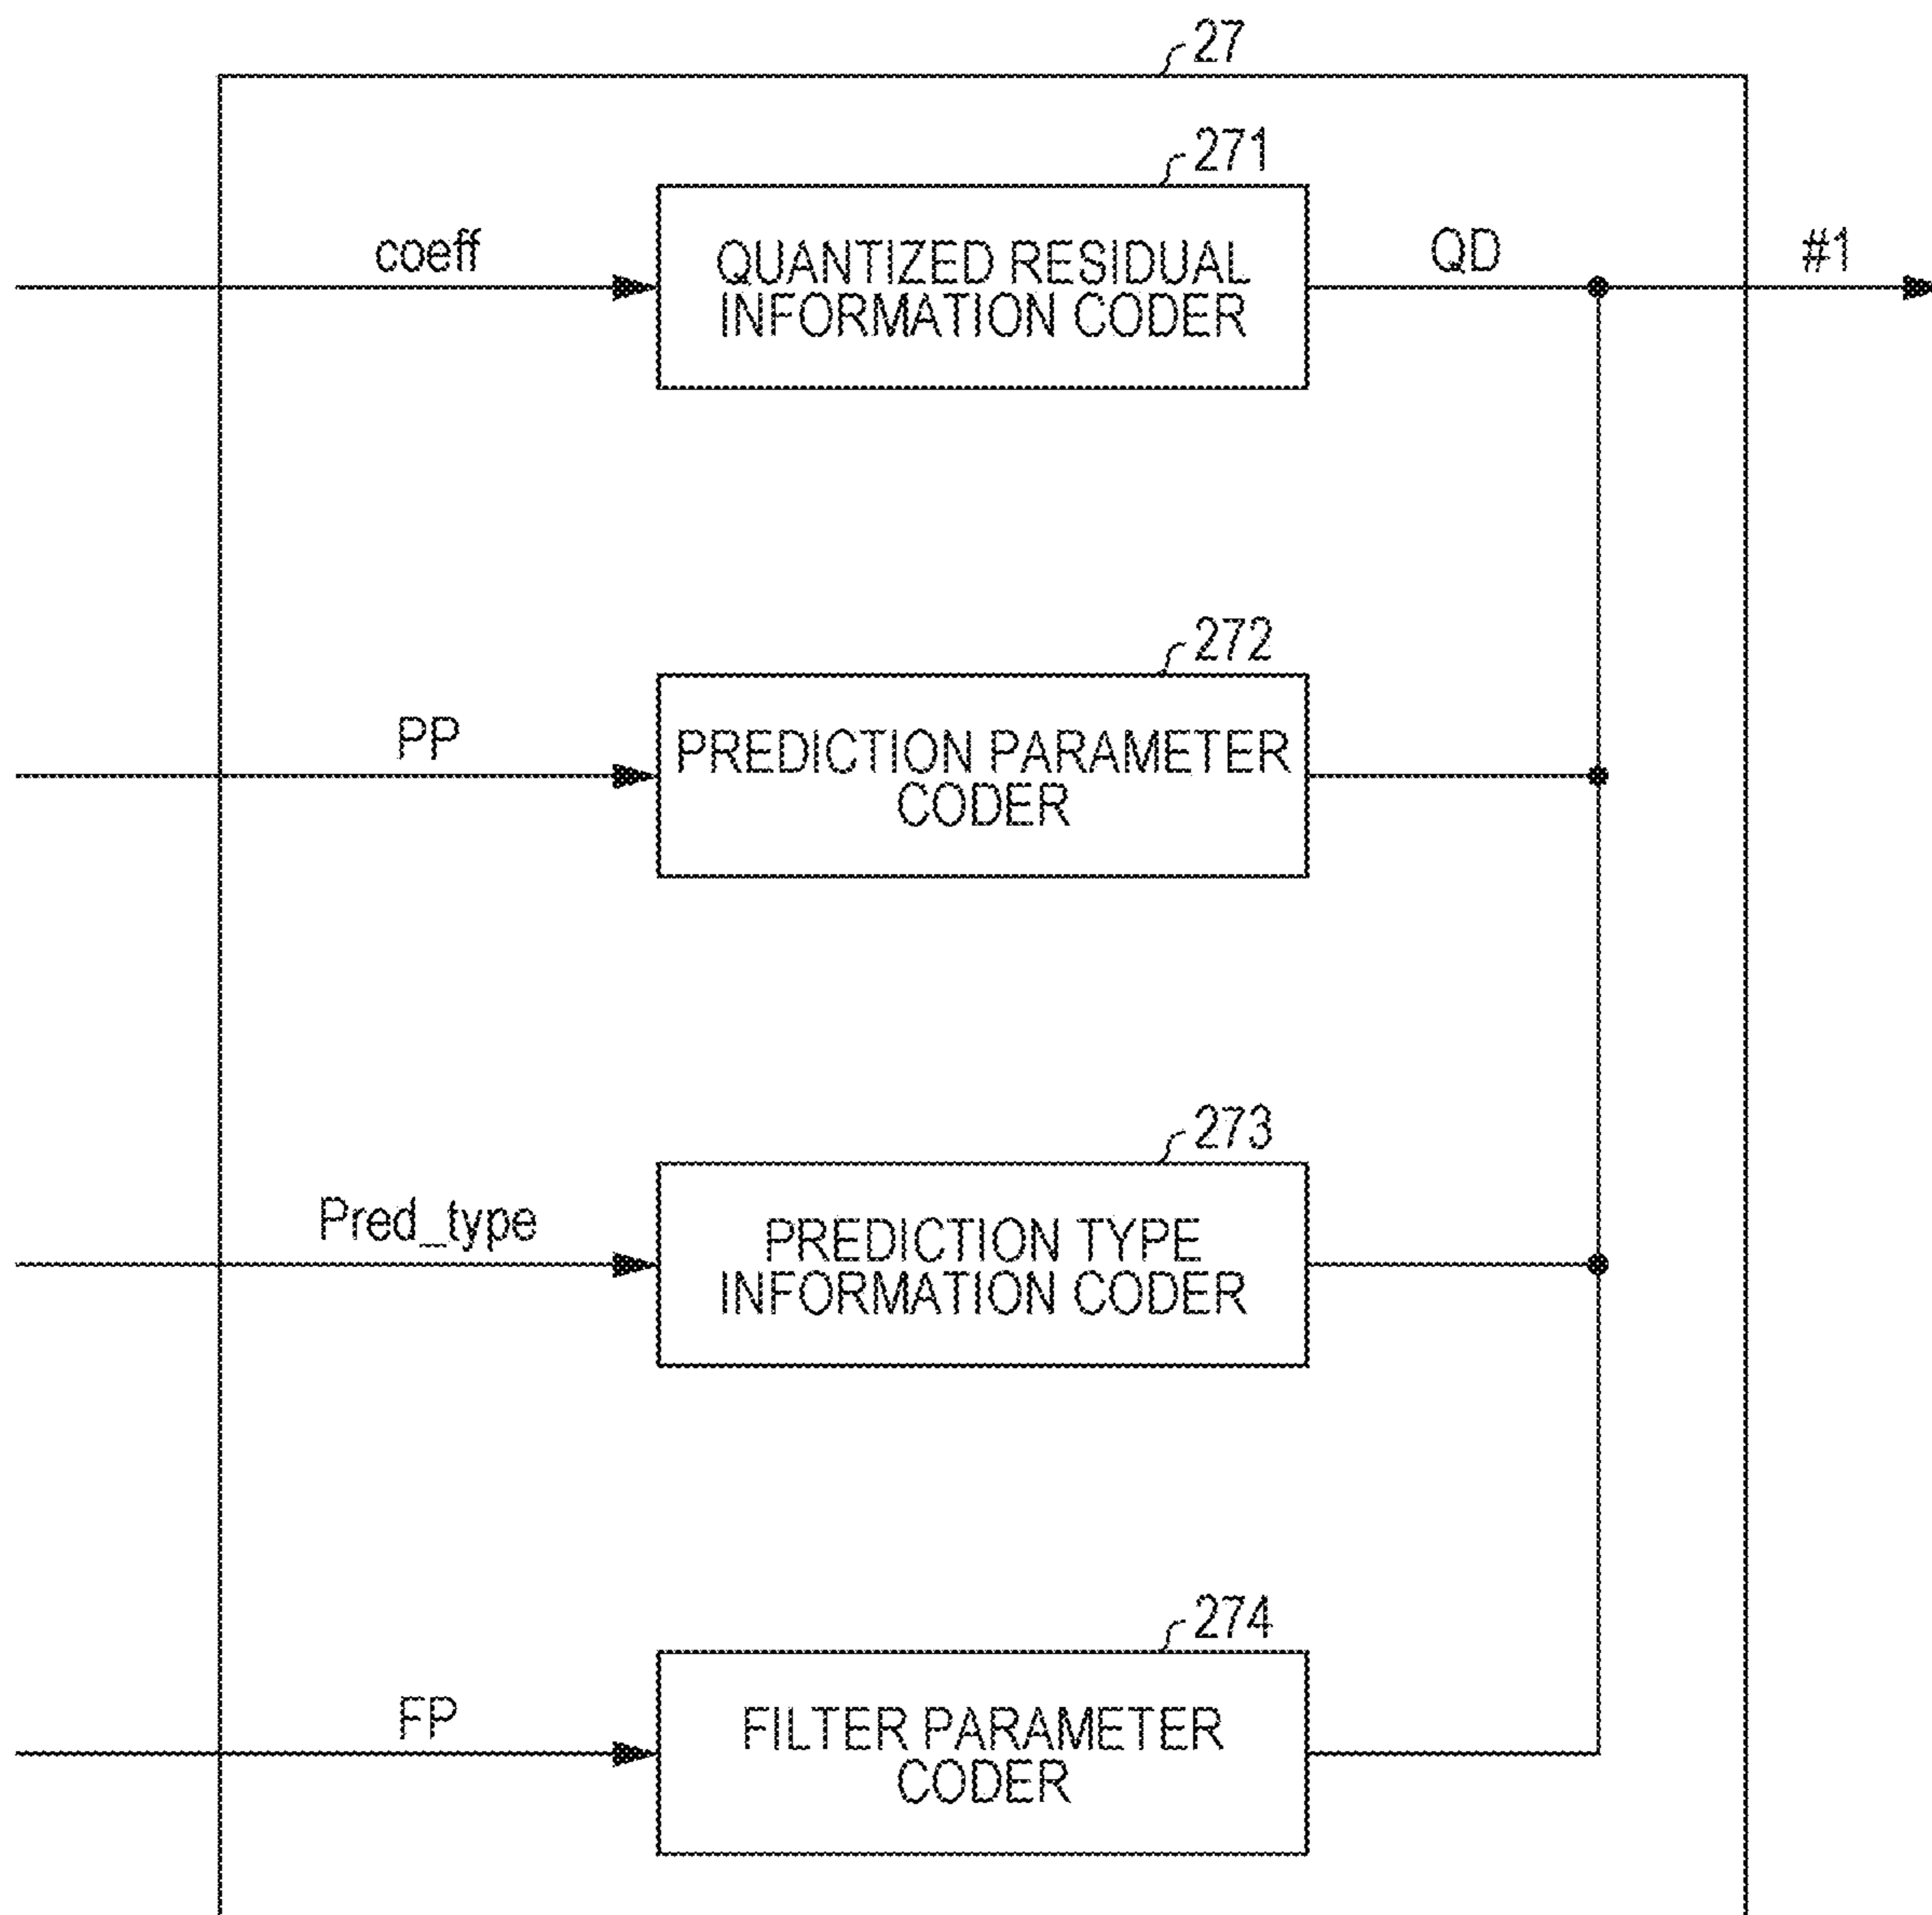 27
271
coeff
QUANTIZED RESIDUAL
INFORMATION CODER
QD
#1
272
PP
PREDICTION PARAMETER
CODER
273
Pred_type
PREDICTION TYPE
INFORMATION CODER
274
FP
FILTER PARAMETER
CODER